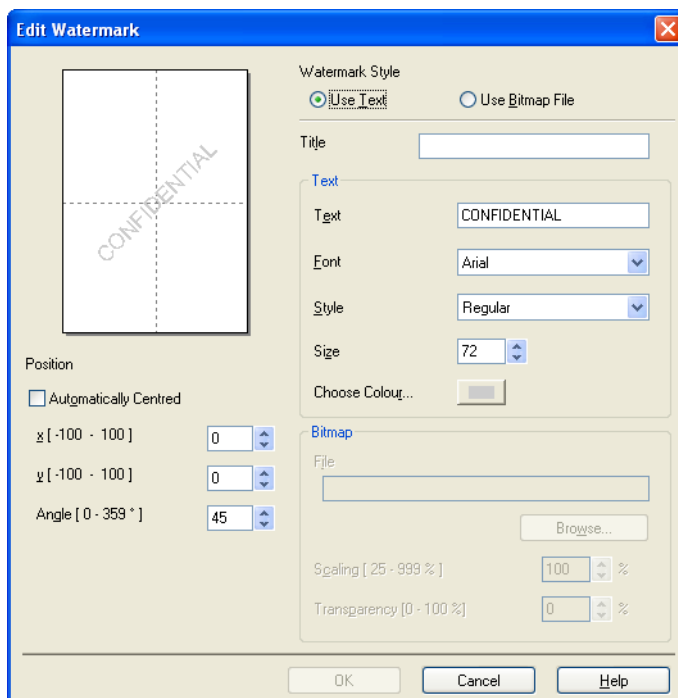 Edit Watermark
CONFIDENTIAL
Watermark Style
Use Text
Use Bitmap File
Title
Text
Text
CONFIDENTIAL
Font
Arial
Style
Regular
Size
72
Choose Colour...
Position
Automatically Centred
x [ -100 - 100 ]
0
y [ -100 - 100 ]
0
Angle [ 0 - 359 ° ]
45
Bitmap
File
Browse...
Scaling [ 25 - 999 % ]
100
%
Transparency [0 - 100 %]
0
%
OK
Cancel
Help